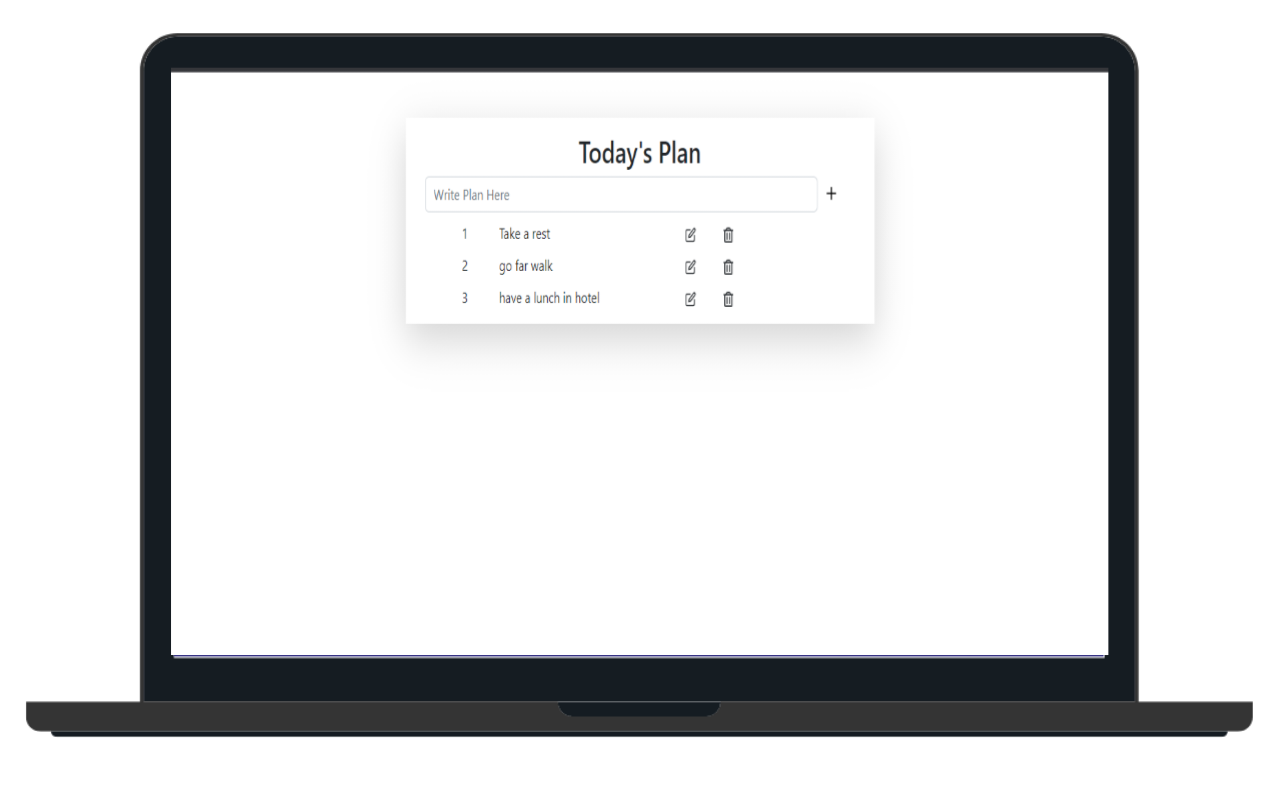 Today's Plan
Write Plan Here
1 Take a rest
2 go far walk
3 have a lunch in hotel